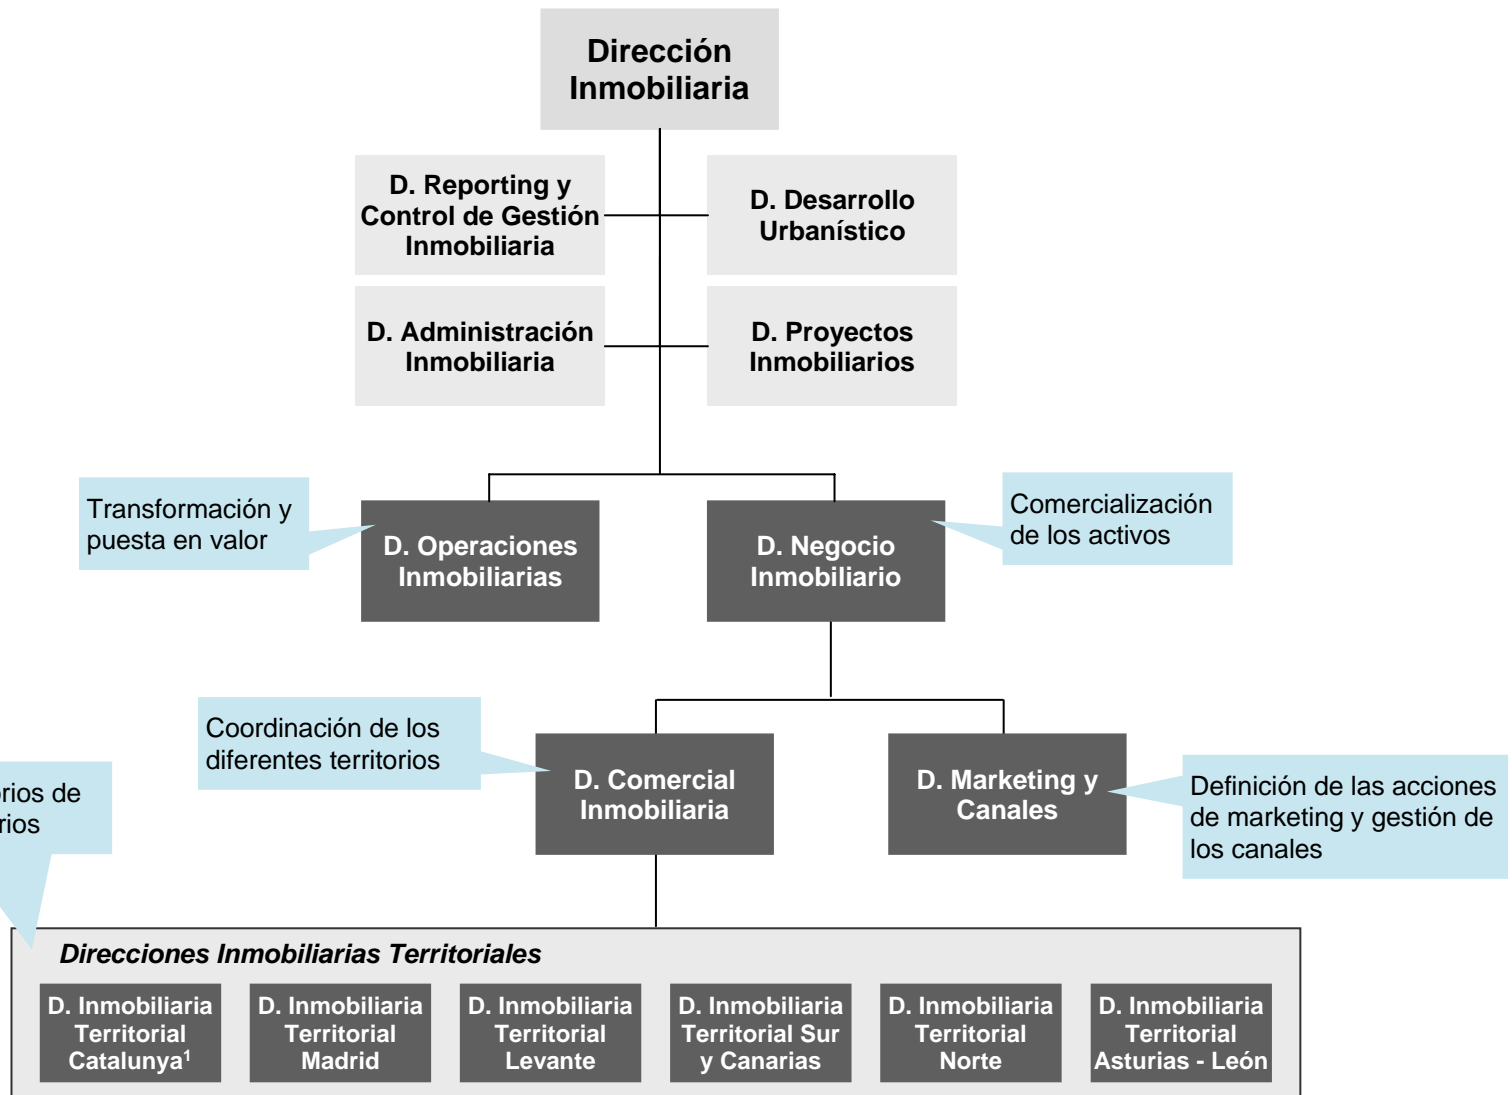 Dirección
Inmobiliaria
D. Reporting y
Control de Gestión
Inmobiliaria
D. Desarrollo
Urbanístico
D. Administración
Inmobiliaria
D. Proyectos
Inmobiliarios
Transformación y
puesta en valor
D. Operaciones
Inmobiliarias
D. Negocio
Inmobiliario
Comercialización
de los activos
Coordinación de los
diferentes territorios
D. Comercial
Inmobiliaria
D. Marketing y
Canales
Definición de las acciones
de marketing y gestión de
los canales
de
Direcciones Inmobiliarias Territoriales
D. Inmobiliaria
Territorial
Catalunya¹
D. Inmobiliaria
Territorial
Madrid
D. Inmobiliaria
Territorial
Levante
D. Inmobiliaria
Territorial Sur
y Canarias
D. Inmobiliaria
Territorial
Norte
D. Inmobiliaria
Territorial
Asturias - León